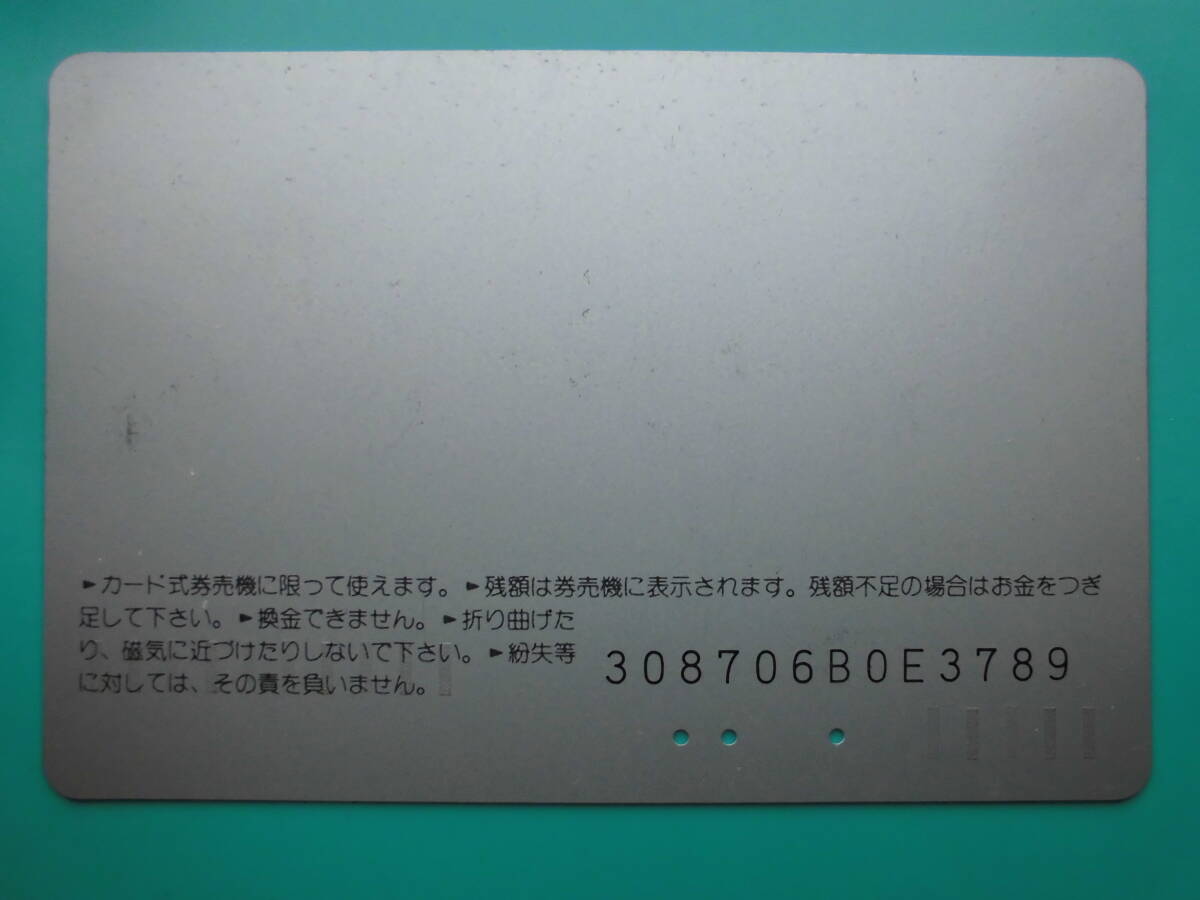 ►カード式券売機に限って使えます。►残額は券売機に表示されます。残額不足の場合はお金をつぎ
足して下さい。►換金できません。►折り曲げた
り、磁気に近づけたりしないで下さい。►紛失等
に対しては、その責を負いません。
308706B0E3789